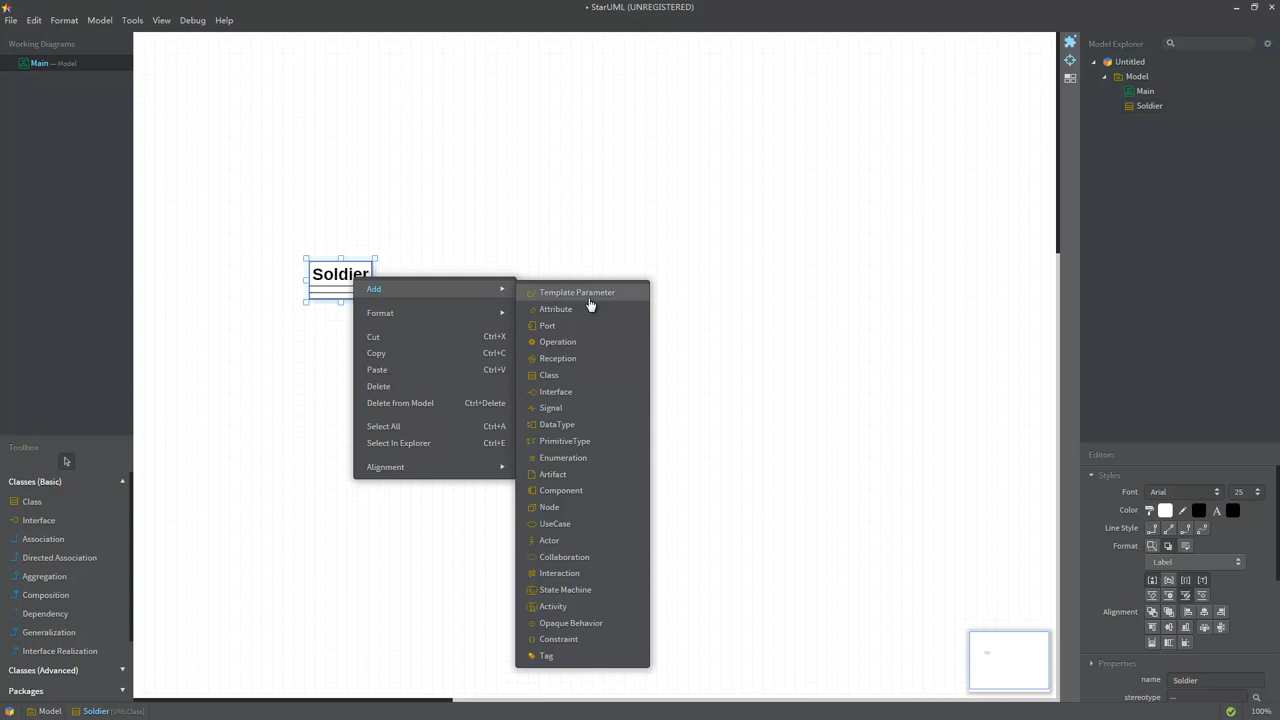 • StarUML (UNREGISTERED)
File Edit Format Model Tools View Debug Help
Working Diagrams
Main — Model
Soldier
Add
Format
Cut Ctrl+X
Copy Ctrl+C
Paste Ctrl+V
Delete
Delete from Model Ctrl+Delete
Select All Ctrl+A
Select In Explorer Ctrl+E
Alignment
Template Parameter
Attribute
Port
Operation
Reception
Class
Interface
Signal
DataType
PrimitiveType
Enumeration
Artifact
Component
Node
UseCase
Actor
Collaboration
Interaction
State Machine
Activity
Opaque Behavior
Constraint
Tag
Toolbox
Classes (Basic)
Class
Interface
Association
Directed Association
Aggregation
Composition
Dependency
Generalization
Interface Realization
Classes (Advanced)
Packages
Model Explorer
Untitled
Model
Main
Soldier
Editors
Styles
Font Arial 25
Color
Line Style
Format
Label
Alignment
Properties
name Soldier
stereotype —
Model Soldier [UMLClass]
100%